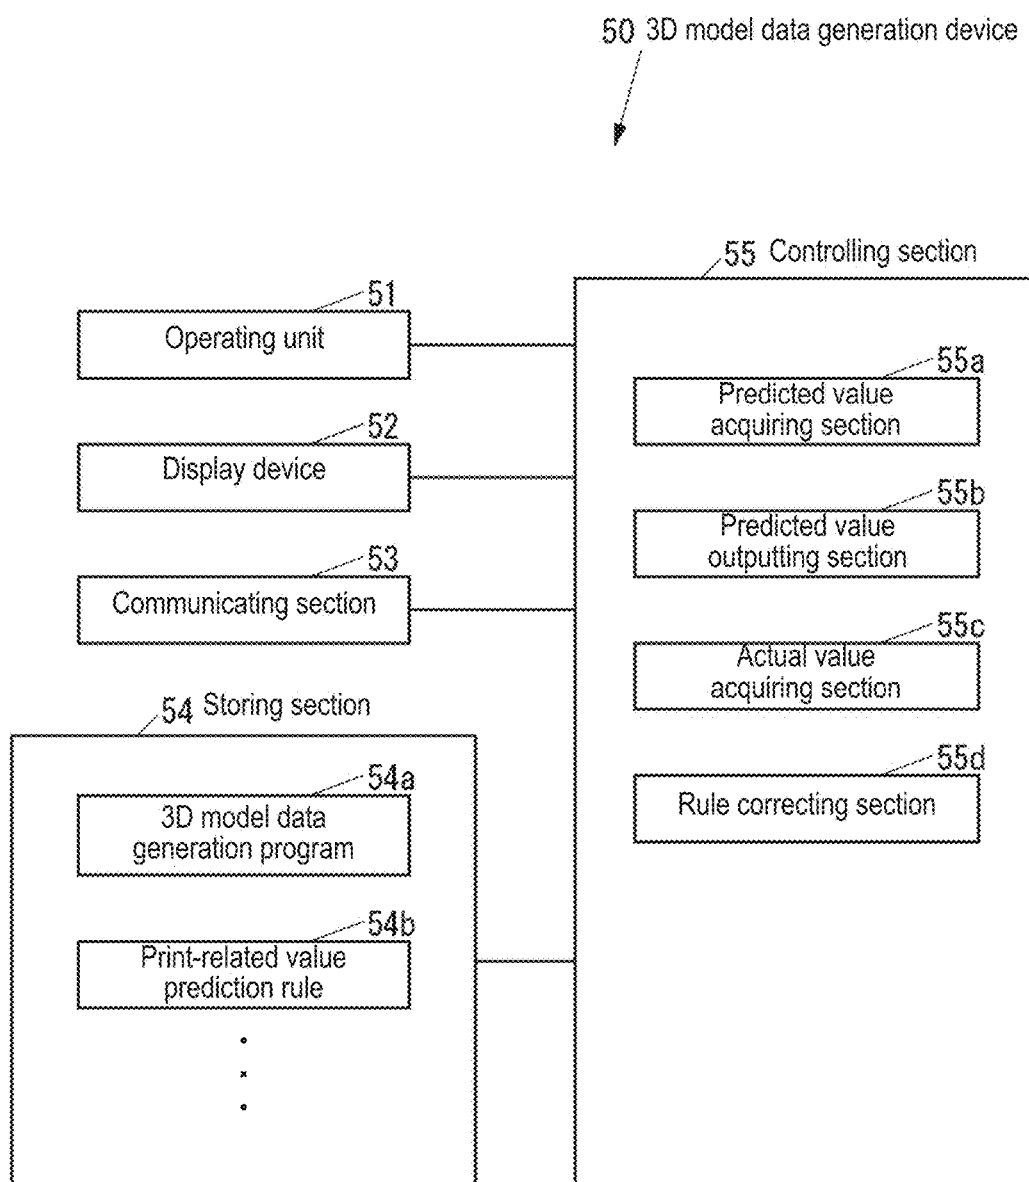 50 3D model data generation device
55 Controlling section
51
Operating unit
52
Display device
53
Communicating section
54 Storing section
54a
3D model data
generation program
54b
Print-related value
prediction rule
55a
Predicted value
acquiring section
55b
Predicted value
outputting section
55c
Actual value
acquiring section
55d
Rule correcting section